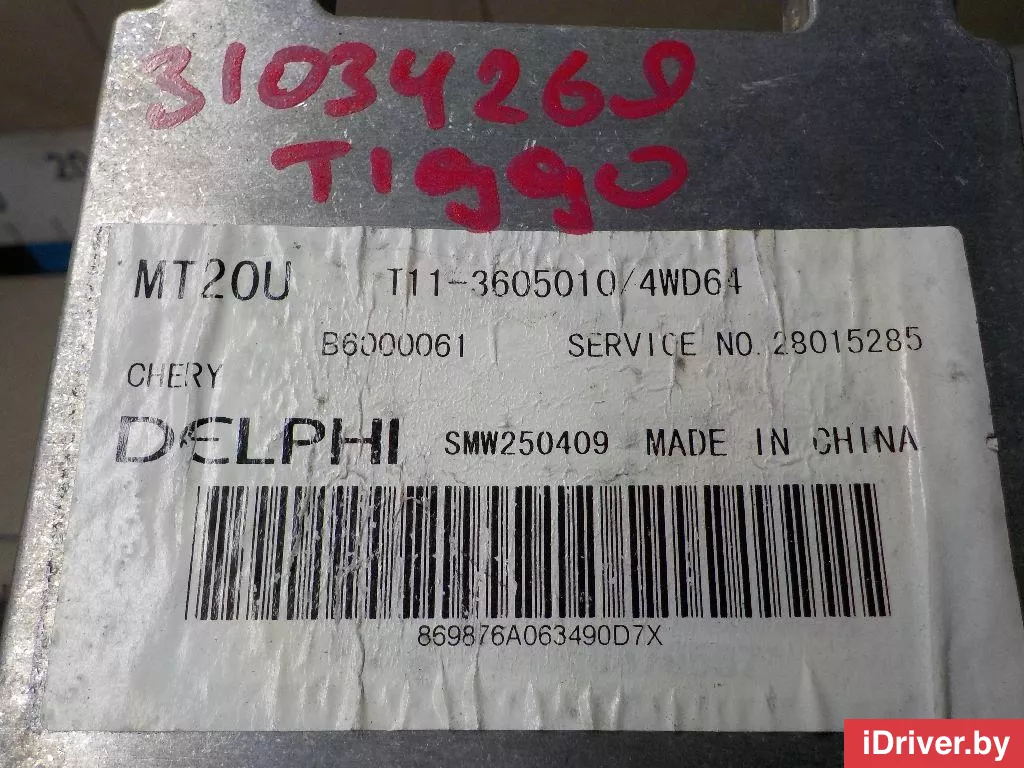 31034269
TIggo
20
MT20U T11-3605010/4WD64
B6000061 SERVICE NO.28015285
CHERY
DELPHI SMW250409 MADE IN CHINA
869876A063490D7X
iDriver.by